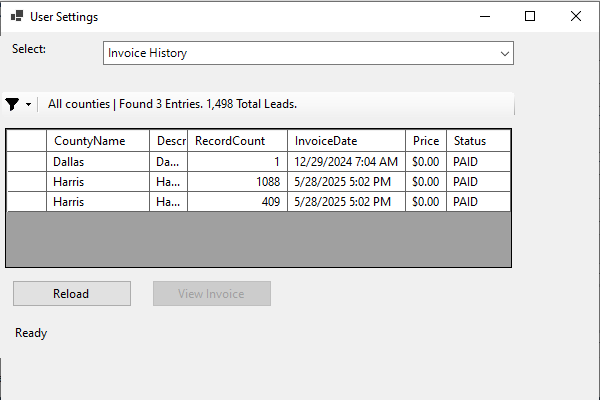 User Settings
Select: Invoice History
All counties | Found 3 Entries. 1,498 Total Leads.
CountyName Descr RecordCount InvoiceDate Price Status
Dallas Da... 1 12/29/2024 7:04 AM $0.00 PAID
Harris Ha... 1088 5/28/2025 5:02 PM $0.00 PAID
Harris Ha... 409 5/28/2025 5:02 PM $0.00 PAID
Reload View Invoice
Ready